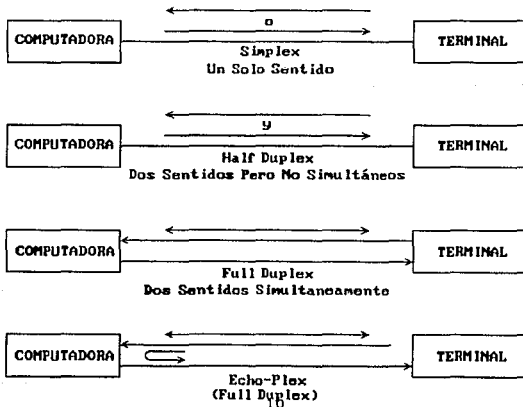 o
COMPUTADORA TERMINAL
Simplex
Un Solo Sentido
y
COMPUTADORA TERMINAL
Half Duplex
Dos Sentidos Pero No Simultáneos
COMPUTADORA TERMINAL
Full Duplex
Dos Sentidos Simultaneamente
COMPUTADORA TERMINAL
Echo-Plex
(Full Duplex)
10